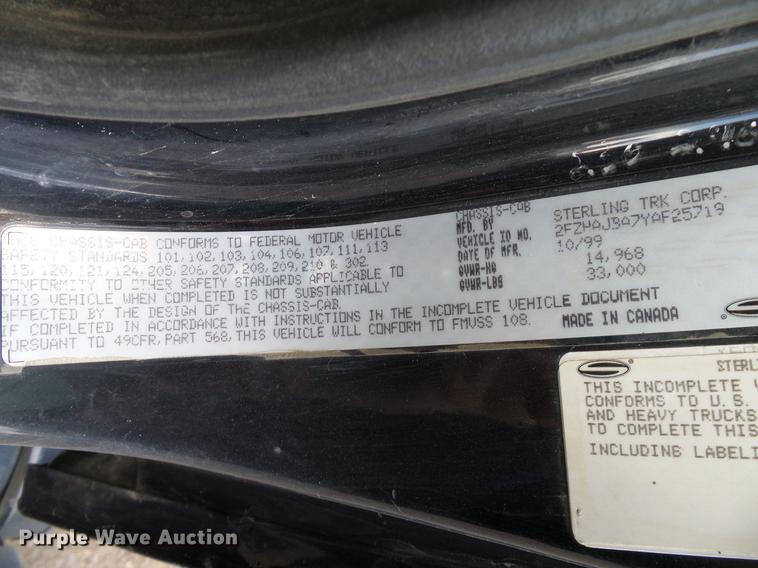 CHASSIS-CAB CONFORMS TO FEDERAL MOTOR VEHICLE
SAFETY STANDARDS 101, 102, 103, 104, 106, 107, 111, 113
115, 120, 121, 124, 205, 206, 207, 208, 209, 210 & 302.
CONFORMITY TO OTHER SAFETY STANDARDS APPLICABLE TO
THIS VEHICLE WHEN COMPLETED IS NOT SUBSTANTIALLY
AFFECTED BY THE DESIGN OF THE CHASSIS-CAB.
IF COMPLETED IN ACCORDANCE WITH INSTRUCTIONS IN THE INCOMPLETE VEHICLE DOCUMENT
PURSUANT TO 49CFR, PART 568, THIS VEHICLE WILL CONFORM TO FMVSS 108.
CHASSIS-CAB
MFD. BY STERLING TRK CORP.
VEHICLE ID NO. 2FZHAJBA7YAF25719
DATE OF MFR. 10/99
GVWR-KG 14,968
GVWR-LBS 33,000
MADE IN CANADA
STERLI
THIS INCOMPLETE V
CONFORMS TO U.S.
AND HEAVY TRUCKS
TO COMPLETE THIS
INCLUDING LABELI
Purple Wave Auction